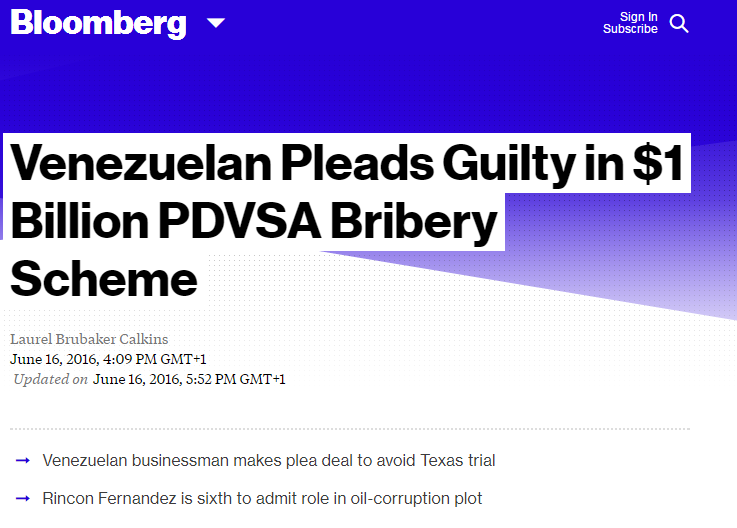 Bloomberg
Sign In
Subscribe
Venezuelan Pleads Guilty in $1
Billion PDVSA Bribery
Scheme
Laurel Brubaker Calkins
June 16, 2016, 4:09 PM GMT+1
Updated on June 16, 2016, 5:52 PM GMT+1
→ Venezuelan businessman makes plea deal to avoid Texas trial
→ Rincon Fernandez is sixth to admit role in oil-corruption plot